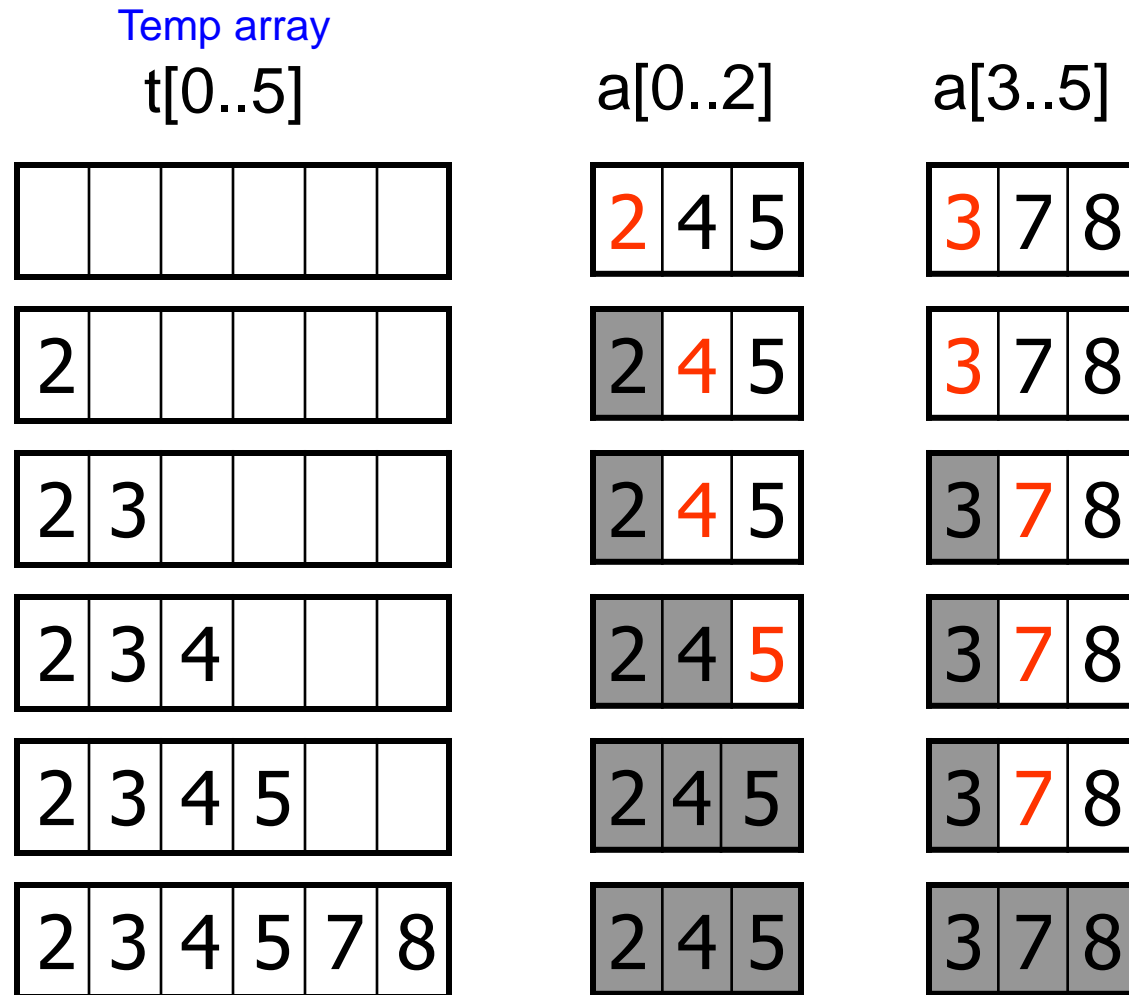 Temp array
t[0..5] a[0..2] a[3..5]
2 4 5 3 7 8
2 2 4 5 3 7 8
2 3 2 4 5 3 7 8
2 3 4 2 4 5 3 7 8
2 3 4 5 2 4 5 3 7 8
2 3 4 5 7 8 2 4 5 3 7 8